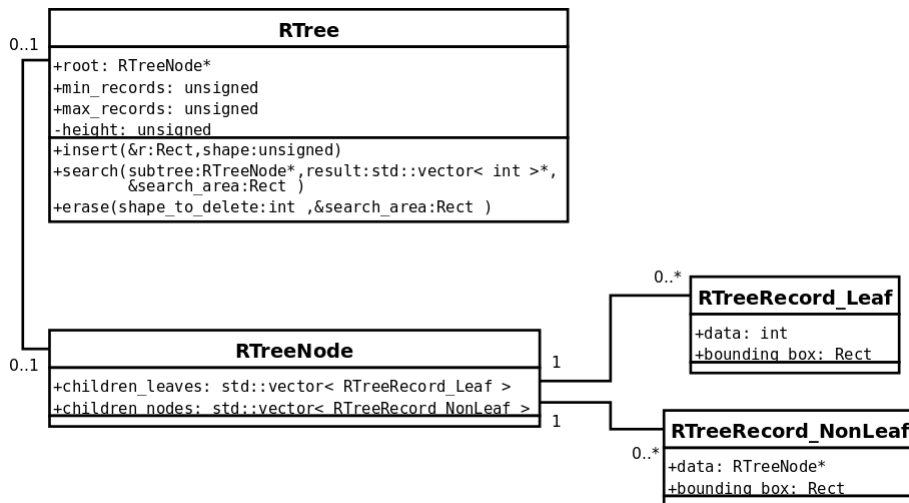 RTree
0..1
+root: RTreeNode*
+min_records: unsigned
+max_records: unsigned
-height: unsigned
+insert(&r:Rect,shape:unsigned)
+search(subtree:RTreeNode*,result:std::vector< int >*,
&search_area:Rect )
+erase(shape_to_delete:int ,&search_area:Rect )
0..*
RTreeRecord_Leaf
+data: int
+bounding_box: Rect
RTreeNode
0..1
1
+children_leaves: std::vector< RTreeRecord_Leaf >
+children_nodes: std::vector< RTreeRecord_NonLeaf >
1
RTreeRecord_NonLeaf
0..*
+data: RTreeNode*
+bounding_box: Rect